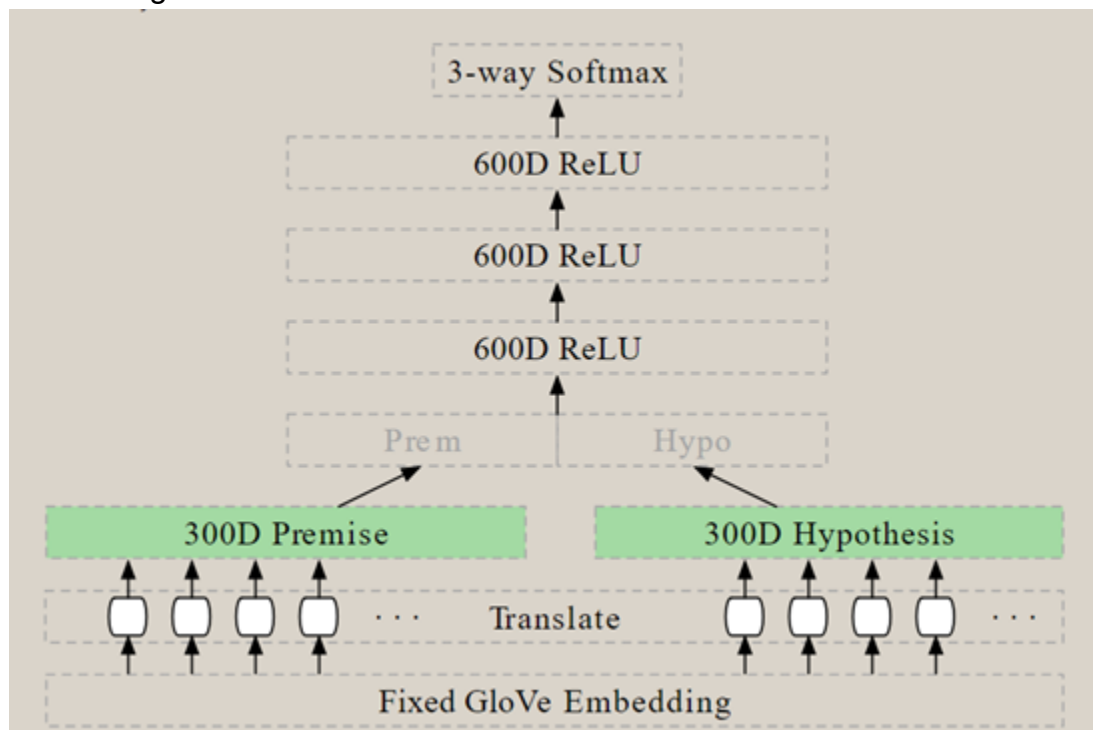 3-way Softmax
600D ReLU
600D ReLU
600D ReLU
Prem Hypo
300D Premise 300D Hypothesis
··· Translate ···
Fixed GloVe Embedding